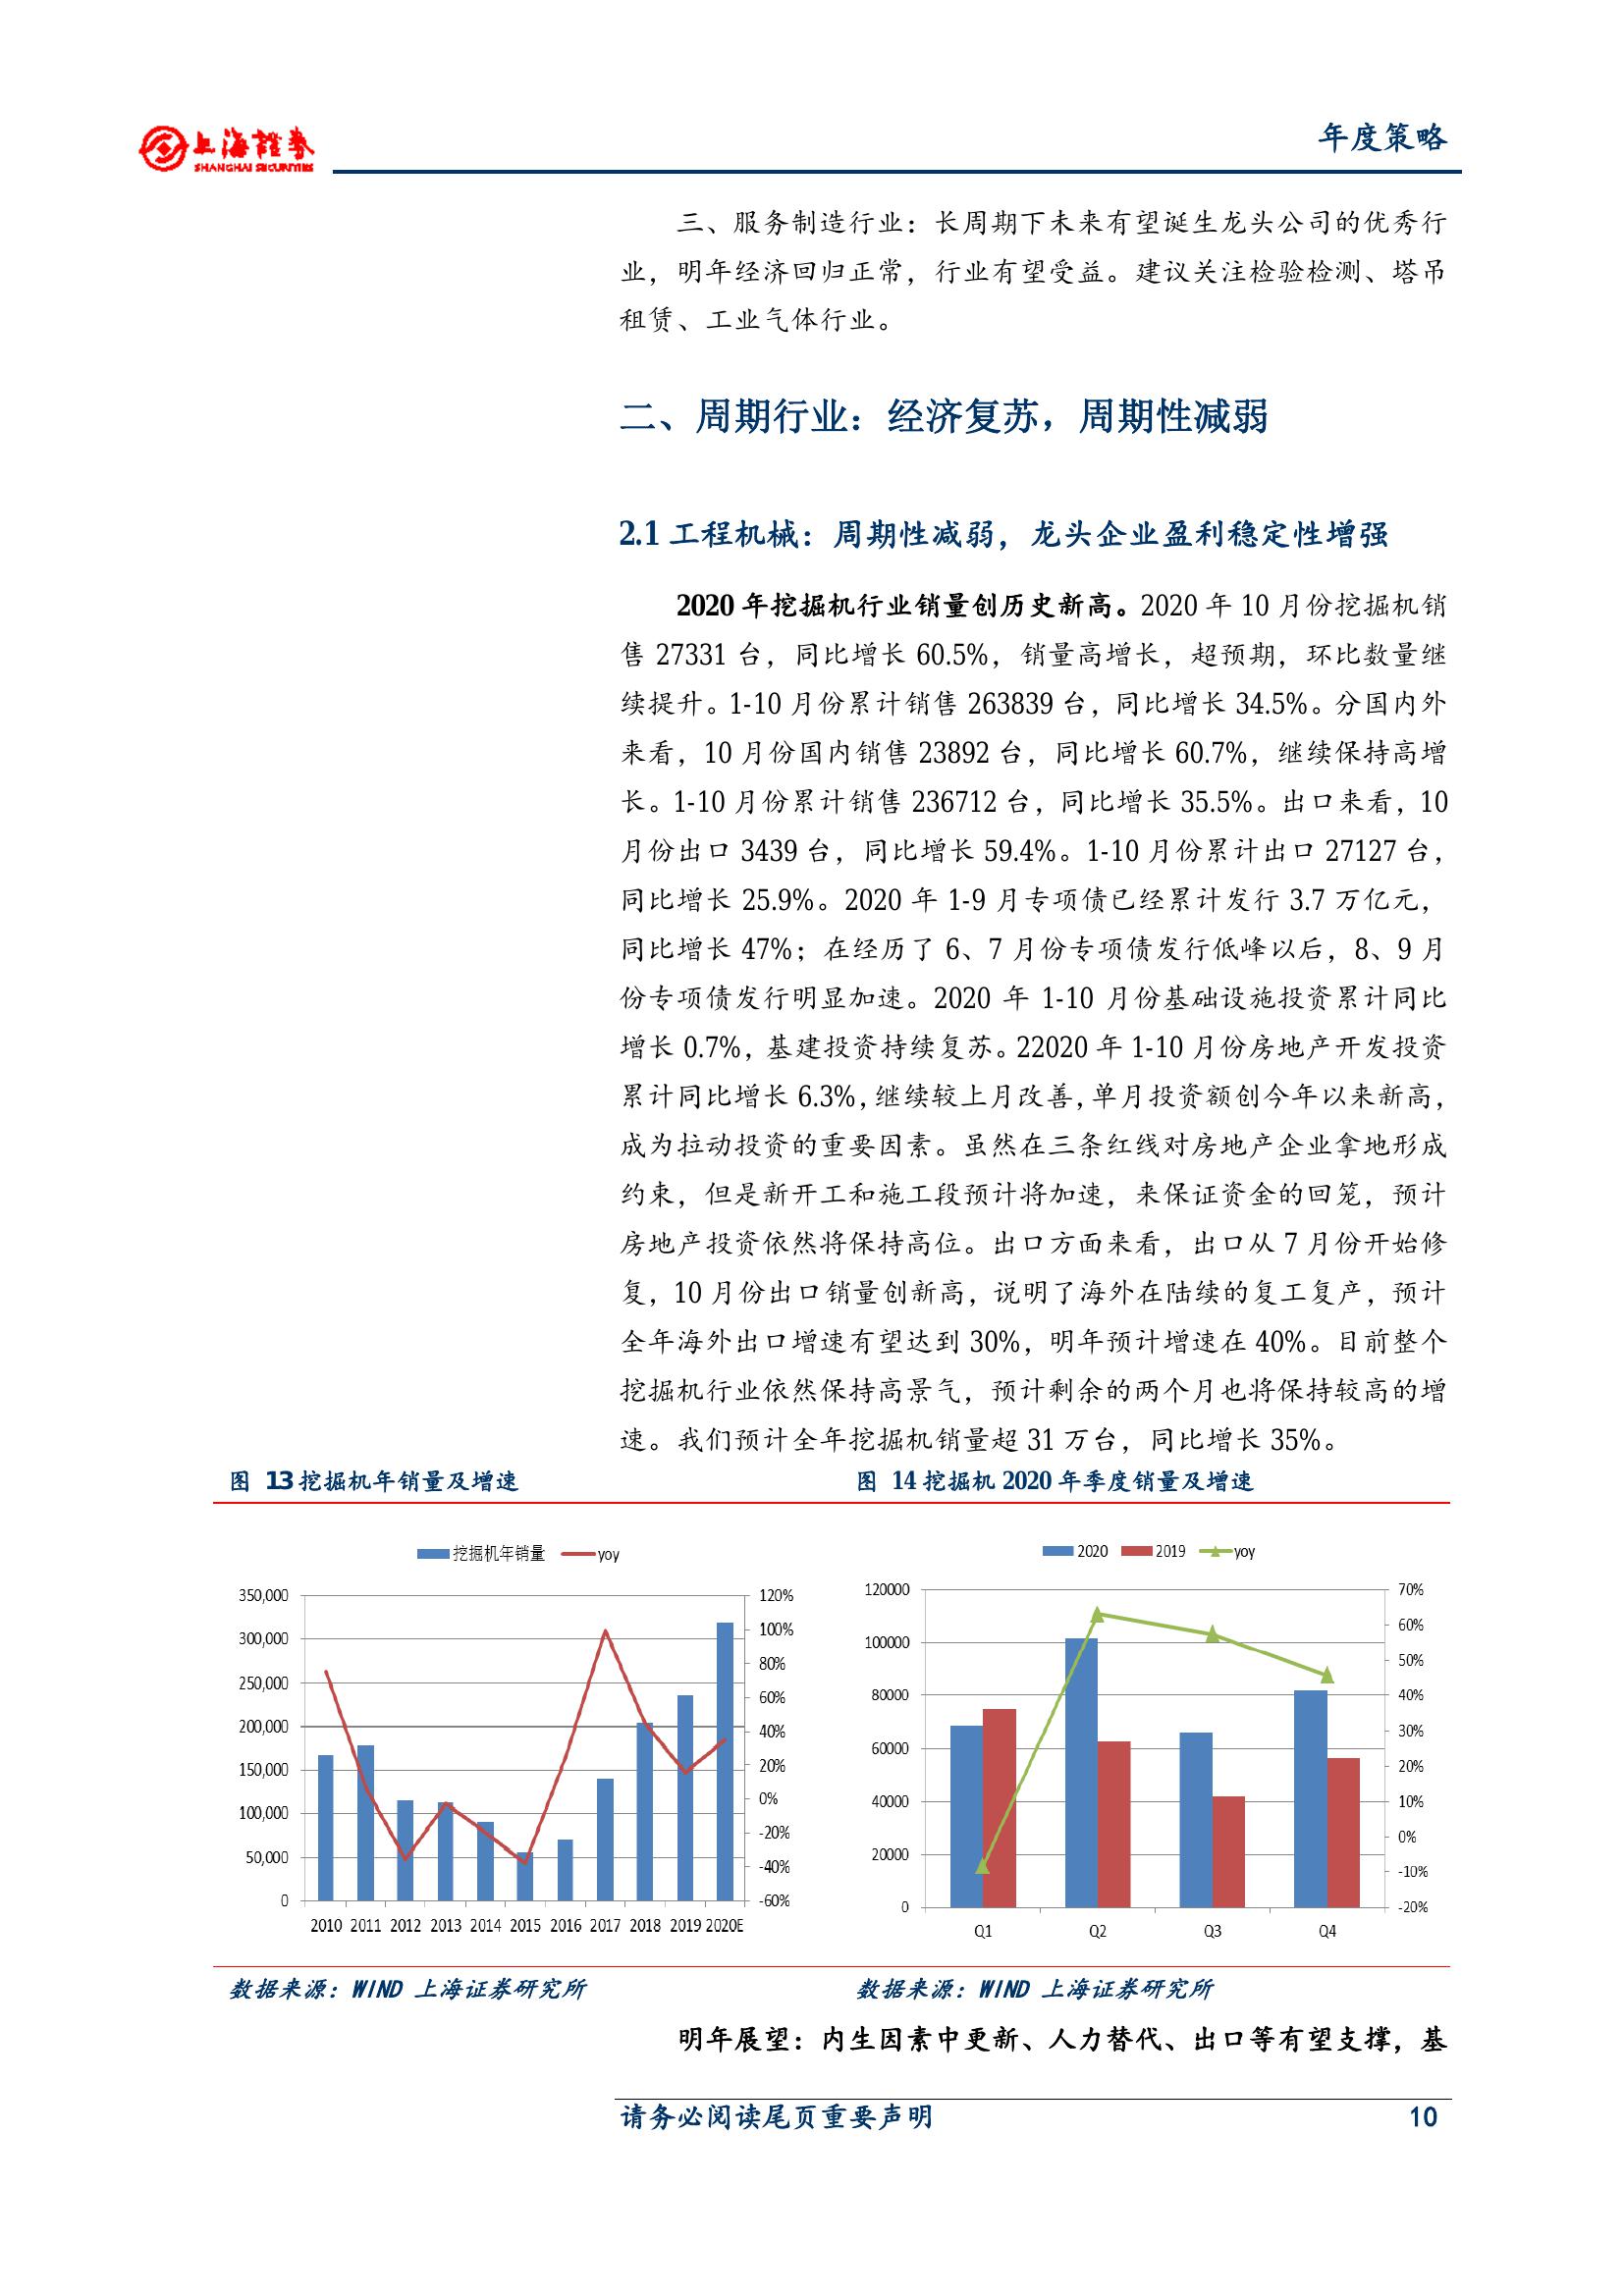 上海證券
SHANGHAI SECURITIES
年度策略
三、服务制造行业：长周期下未来有望诞生龙头公司的优秀行
业，明年经济回归正常，行业有望受益。建议关注检验检测、塔吊
租赁、工业气体行业。
二、周期行业：经济复苏，周期性减弱
2.1 工程机械：周期性减弱，龙头企业盈利稳定性增强
2020 年挖掘机行业销量创历史新高。2020 年 10 月份挖掘机销
售 27331 台，同比增长 60.5%，销量高增长，超预期，环比数量继
续提升。1-10 月份累计销售 263839 台，同比增长 34.5%。分国内外
来看，10 月份国内销售 23892 台，同比增长 60.7%，继续保持高增
长。1-10 月份累计销售 236712 台，同比增长 35.5%。出口来看，10
月份出口 3439 台，同比增长 59.4%。1-10 月份累计出口 27127 台，
同比增长 25.9%。2020 年 1-9 月专项债已经累计发行 3.7 万亿元，
同比增长 47%；在经历了 6、7 月份专项债发行低峰以后，8、9 月
份专项债发行明显加速。2020 年 1-10 月份基础设施投资累计同比
增长 0.7%，基建投资持续复苏。22020 年 1-10 月份房地产开发投资
累计同比增长 6.3%，继续较上月改善，单月投资额创今年以来新高，
成为拉动投资的重要因素。虽然在三条红线对房地产企业拿地形成
约束，但是新开工和施工段预计将加速，来保证资金的回笼，预计
房地产投资依然将保持高位。出口方面来看，出口从 7 月份开始修
复，10 月份出口销量创新高，说明了海外在陆续的复工复产，预计
全年海外出口增速有望达到 30%，明年预计增速在 40%。目前整个
挖掘机行业依然保持高景气，预计剩余的两个月也将保持较高的增
速。我们预计全年挖掘机销量超 31 万台，同比增长 35%。
图 13 挖掘机年销量及增速
挖掘机年销量 yoy
350,000
300,000
250,000
200,000
150,000
100,000
50,000
0
120%
100%
80%
60%
40%
20%
0%
-20%
-40%
-60%
2010 2011 2012 2013 2014 2015 2016 2017 2018 2019 2020E
数据来源：WIND 上海证券研究所
图 14 挖掘机 2020 年季度销量及增速
2020 2019 yoy
120000
100000
80000
60000
40000
20000
0
70%
60%
50%
40%
30%
20%
10%
0%
-10%
-20%
Q1 Q2 Q3 Q4
数据来源：WIND 上海证券研究所
明年展望：内生因素中更新、人力替代、出口等有望支撑，基
请务必阅读尾页重要声明 10